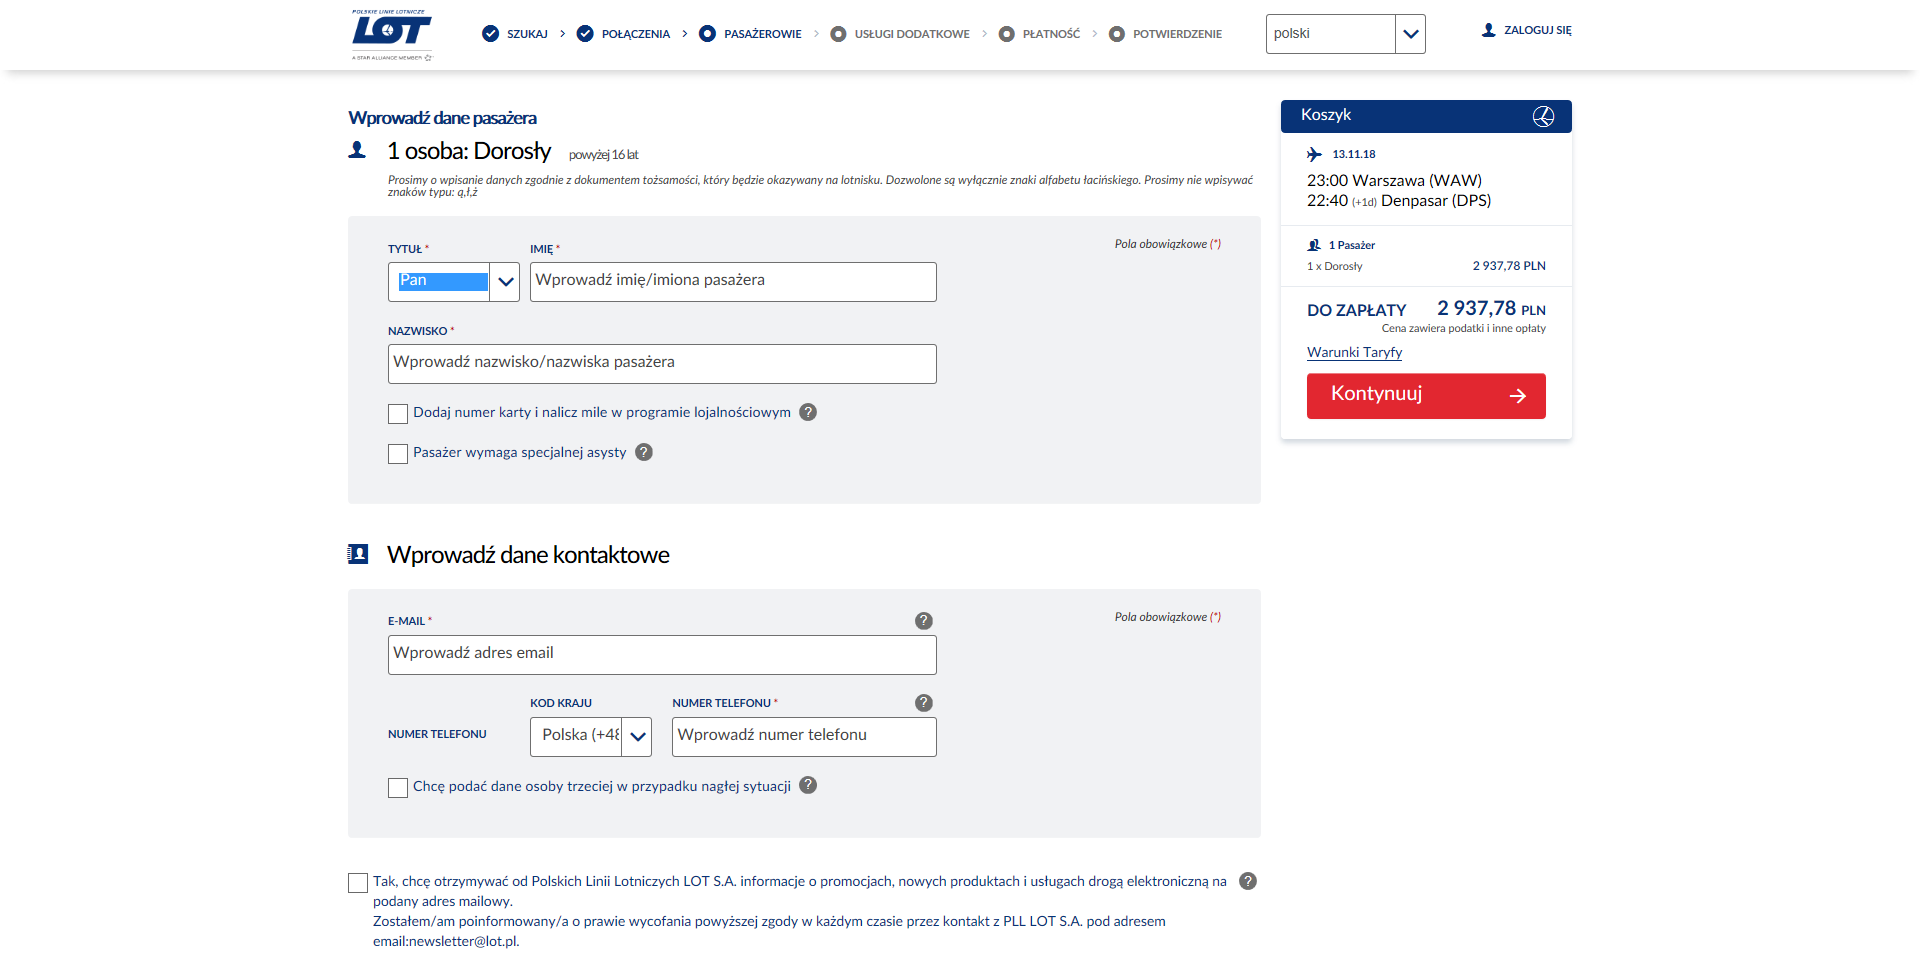 POLSKIE LINIE LOTNICZE
LOT
A STAR ALLIANCE MEMBER
SZUKAJ
POŁĄCZENIA
PASAŻEROWIE
USŁUGI DODATKOWE
PŁATNOŚĆ
POTWIERDZENIE
polski
ZALOGUJ SIĘ
Wprowadź dane pasażera
1 osoba: Dorosły powyżej 16 lat
Prosimy o wpisanie danych zgodnie z dokumentem tożsamości, który będzie okazywany na lotnisku. Dozwolone są wyłącznie znaki alfabetu łacińskiego. Prosimy nie wpisywać
znaków typu: ą,ł,ż
Pola obowiązkowe (*)
TYTUŁ *
IMIĘ *
Pan
Wprowadź imię/imiona pasażera
NAZWISKO *
Wprowadź nazwisko/nazwiska pasażera
Dodaj numer karty i nalicz mile w programie lojalnościowym ?
Pasażer wymaga specjalnej asysty ?
Wprowadź dane kontaktowe
Pola obowiązkowe (*)
E-MAIL * ?
Wprowadź adres email
KOD KRAJU
NUMER TELEFONU * ?
NUMER TELEFONU
Polska (+48
Wprowadź numer telefonu
Chcę podać dane osoby trzeciej w przypadku nagłej sytuacji ?
Tak, chcę otrzymywać od Polskich Linii Lotniczych LOT S.A. informacje o promocjach, nowych produktach i usługach drogą elektroniczną na ?
podany adres mailowy.
Zostałem/am poinformowany/a o prawie wycofania powyższej zgody w każdym czasie przez kontakt z PLL LOT S.A. pod adresem
email:newsletter@lot.pl.
Koszyk
13.11.18
23:00 Warszawa (WAW)
22:40 (+1d) Denpasar (DPS)
1 Pasażer
1 x Dorosły 2 937,78 PLN
DO ZAPŁATY 2 937,78 PLN
Cena zawiera podatki i inne opłaty
Warunki Taryfy
Kontynuuj